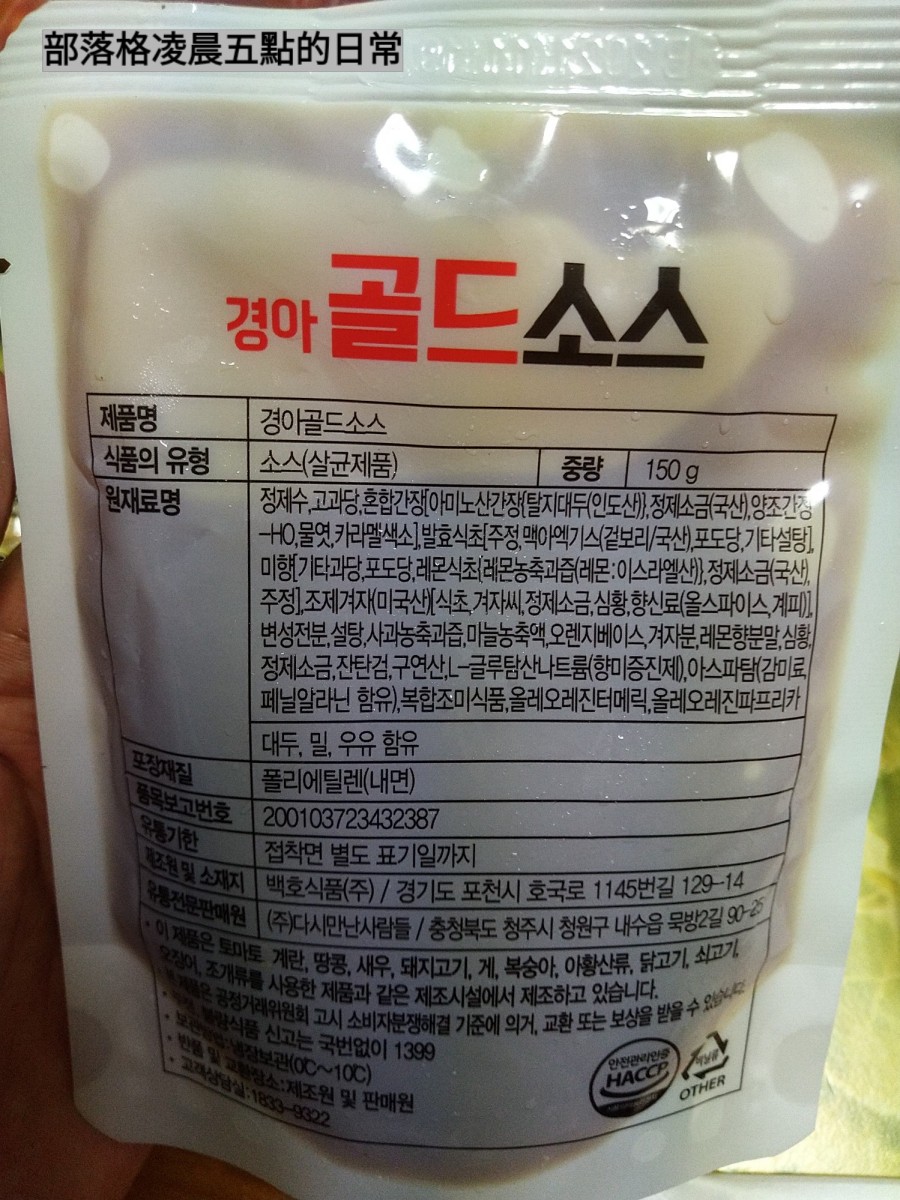 部落格凌晨五點的日常
경아 골드소스
제품명 경아골드소스
식품의 유형 소스(살균제품) 중량 150 g
원재료명 정제수,고과당,혼합간장[아미노산간장{탈지대두(인도산)},정제소금(국산),양조간장
-HO,물엿,카라멜색소],발효식초[주정,맥아엑기스(겉보리/국산),포도당,기타설탕],
미향[기타과당,포도당,레몬식초{레몬농축과즙(레몬:이스라엘산)},정제소금(국산),
주정],조제겨자(미국산)[식초,겨자씨,정제소금,심황,향신료(올스파이스,계피)],
변성전분,설탕,사과농축과즙,마늘농축액,오렌지베이스,겨자분,레몬향분말,심황,
정제소금,잔탄검,구연산,L-글루탐산나트륨(향미증진제),아스파탐(감미료,
페닐알라닌 함유),복합조미식품,올레오레진터메릭,올레오레진파프리카
대두, 밀, 우유 함유
포장재질 폴리에틸렌(내면)
품목보고번호 200103723432387
유통기한 접착면 별도 표기일까지
제조원 및 소재지 백호식품(주) / 경기도 포천시 호국로 1145번길 129-14
유통전문판매원 (주)다시만난사람들 / 충청북도 청주시 청원구 내수읍 묵방2길 90-25
• 이 제품은 토마토, 계란, 땅콩, 새우, 돼지고기, 게, 복숭아, 아황산류, 닭고기, 쇠고기,
오징어, 조개류를 사용한 제품과 같은 제조시설에서 제조하고 있습니다.
• 본 제품은 공정거래위원회 고시 소비자분쟁해결 기준에 의거, 교환 또는 보상을 받을 수 있습니다.
• 불량식품 신고는 국번없이 1399
• 보관방법:냉장보관(0℃~10℃)
• 반품 및 교환장소:제조원 및 판매원
• 고객상담실:1833-9322
안전관리인증
HACCP
비닐류
OTHER